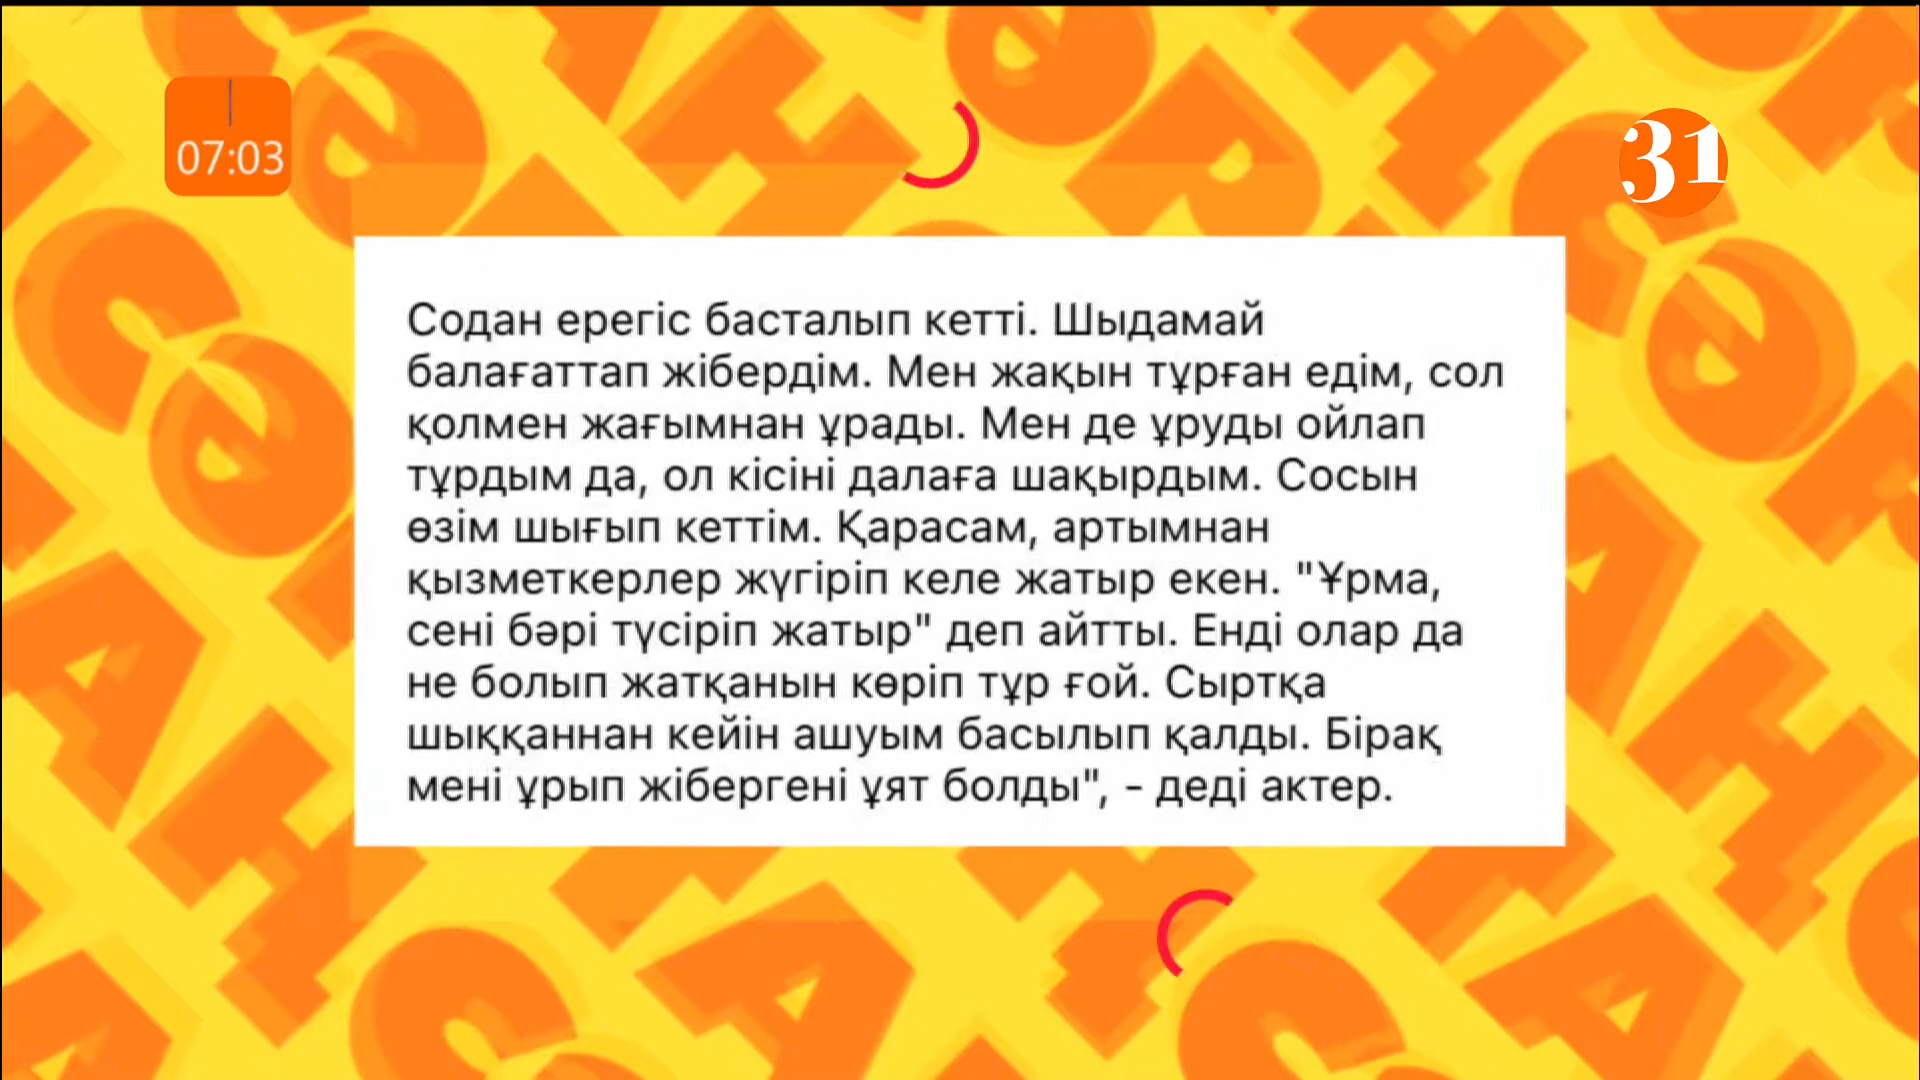 07:03
31
Содан ерегіс басталып кетті. Шыдамай
балағаттап жібердім. Мен жақын тұрған едім, сол
қолмен жағымнан ұрады. Мен де ұруды ойлап
тұрдым да, ол кісіні далаға шақырдым. Сосын
өзім шығып кеттім. Қарасам, артымнан
қызметкерлер жүгіріп келе жатыр екен. "Ұрма,
сені бәрі түсіріп жатыр" деп айтты. Енді олар да
не болып жатқанын көріп тұр ғой. Сыртқа
шыққаннан кейін ашуым басылып қалды. Бірақ
мені ұрып жібергені ұят болды", - деді актер.